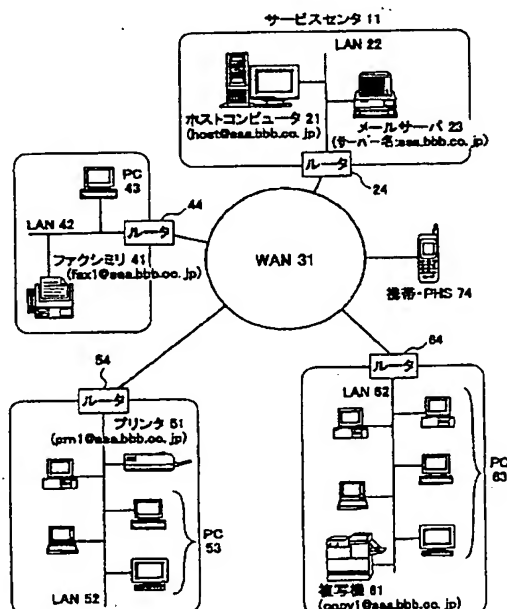 サービスセンタ 11
LAN 22
ホストコンピュータ 21
(host@aaa.bbb.co.jp)
メールサーバ 23
(サーバー名:aaa.bbb.co.jp)
ルータ
24
PC
43
44
LAN 42
ルータ
ファクシミリ 41
(fax1@aaa.bbb.co.jp)
WAN 31
携帯・PHS 74
54
ルータ
プリンタ 51
(prn1@aaa.bbb.co.jp)
PC
53
LAN 52
64
ルータ
LAN 62
PC
63
複写機 61
(copy1@aaa.bbb.co.jp)